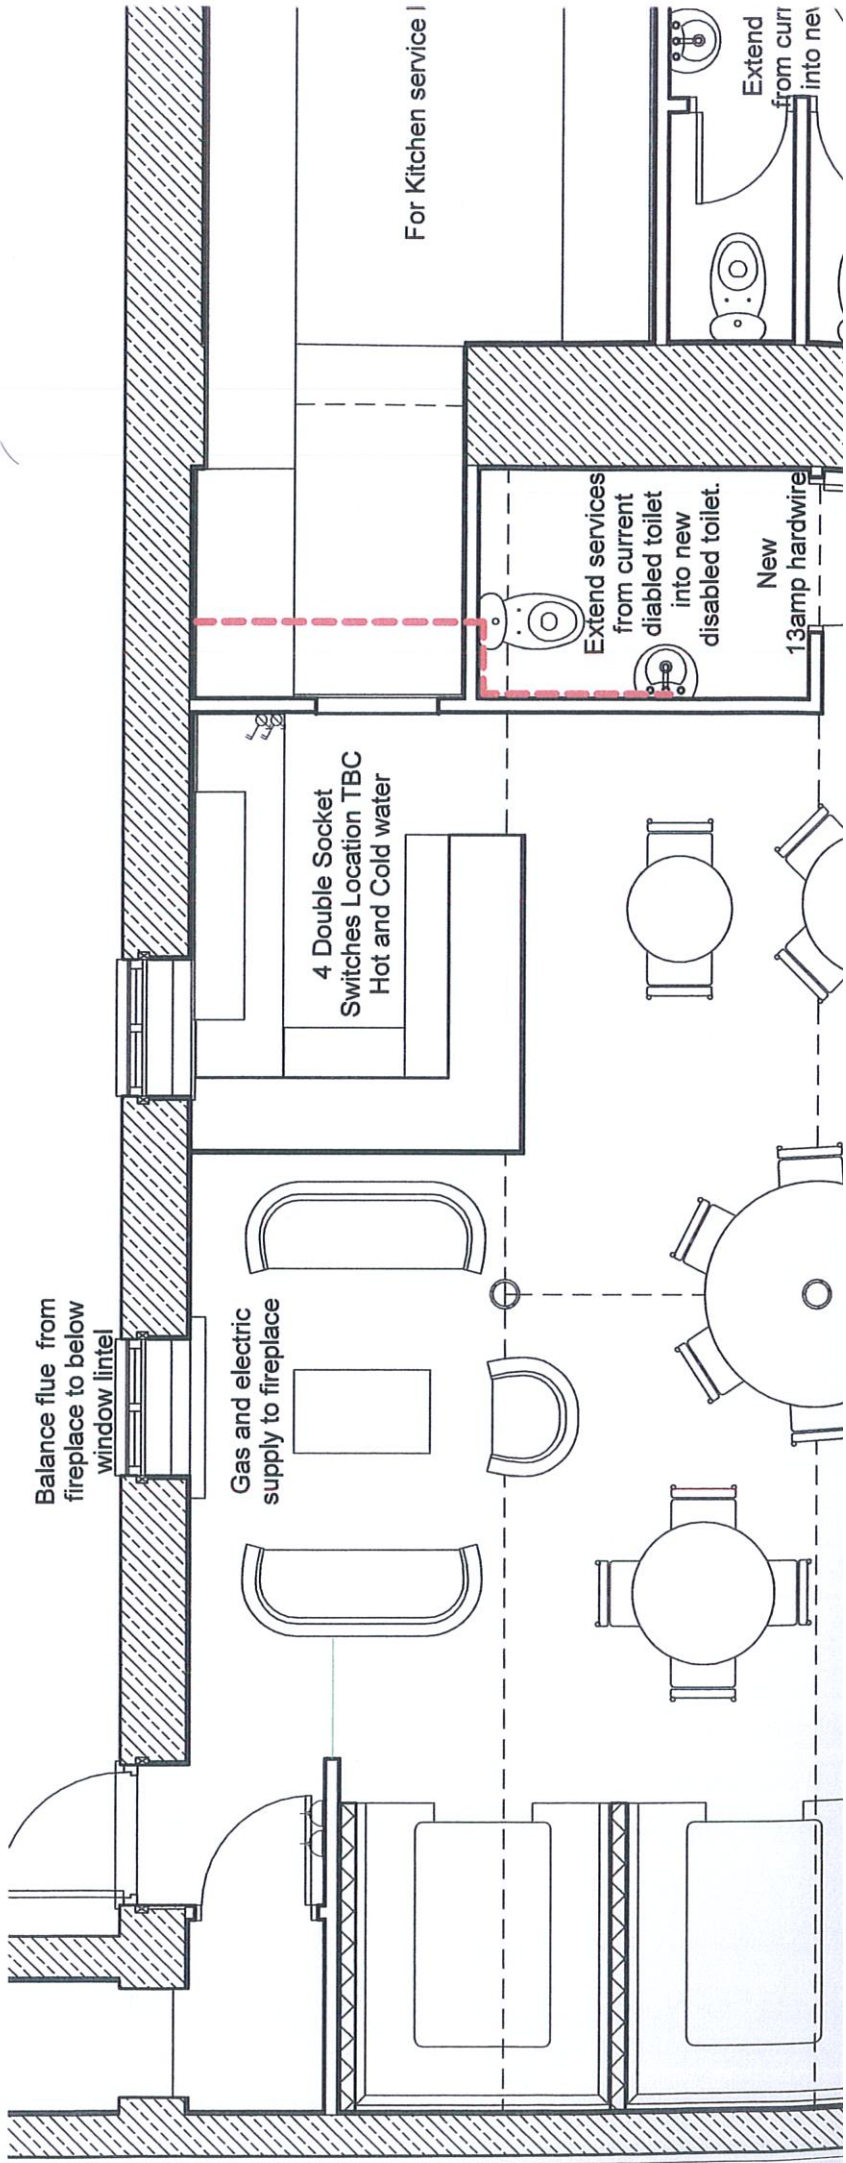 Balance flue from
fireplace to below
window lintel
Gas and electric
supply to fireplace
4 Double Socket
Switches Location TBC
Hot and Cold water
For Kitchen service
Extend services
from current
diabled toilet
into new
disabled toilet.
New
13amp hardwire
Extend
from
into